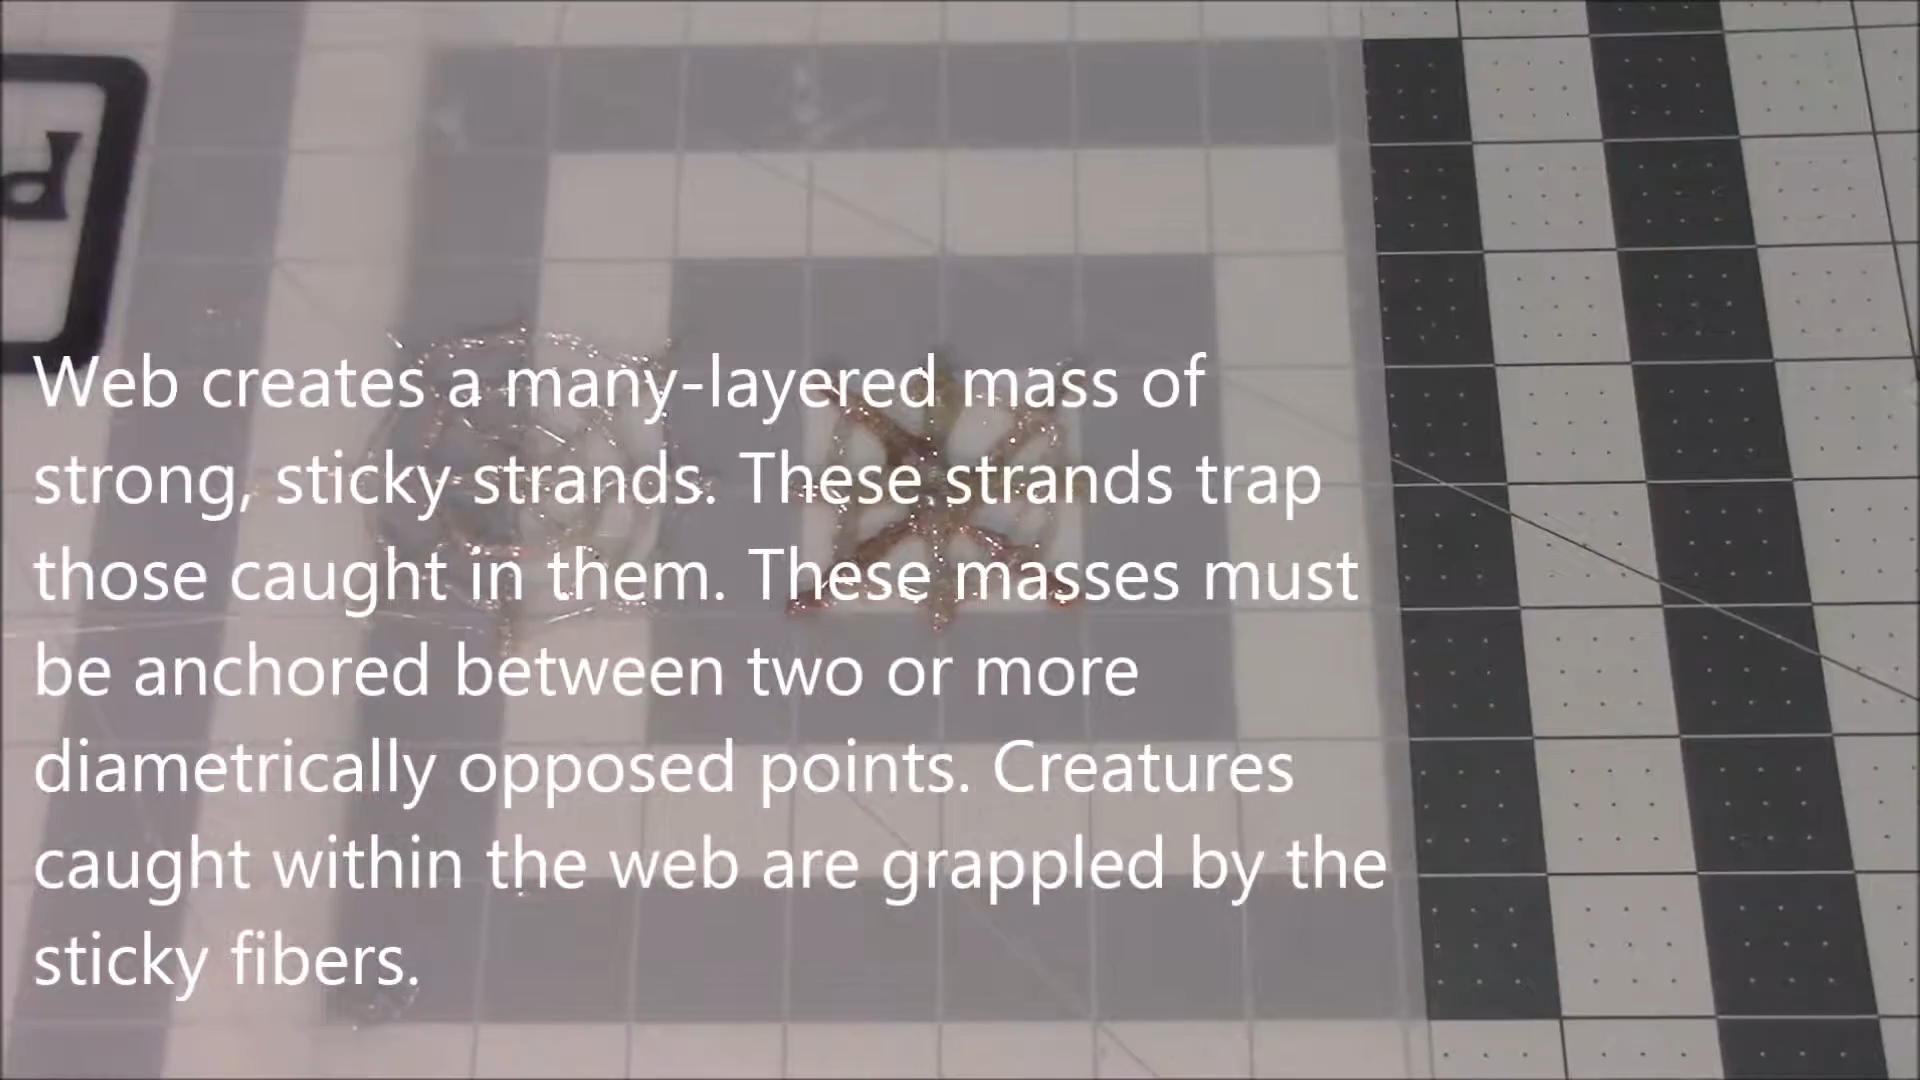 d
Web creates a many-layered mass of
strong, sticky strands. These strands trap
those caught in them. These masses must
be anchored between two or more
diametrically opposed points. Creatures
caught within the web are grappled by the
sticky fibers.